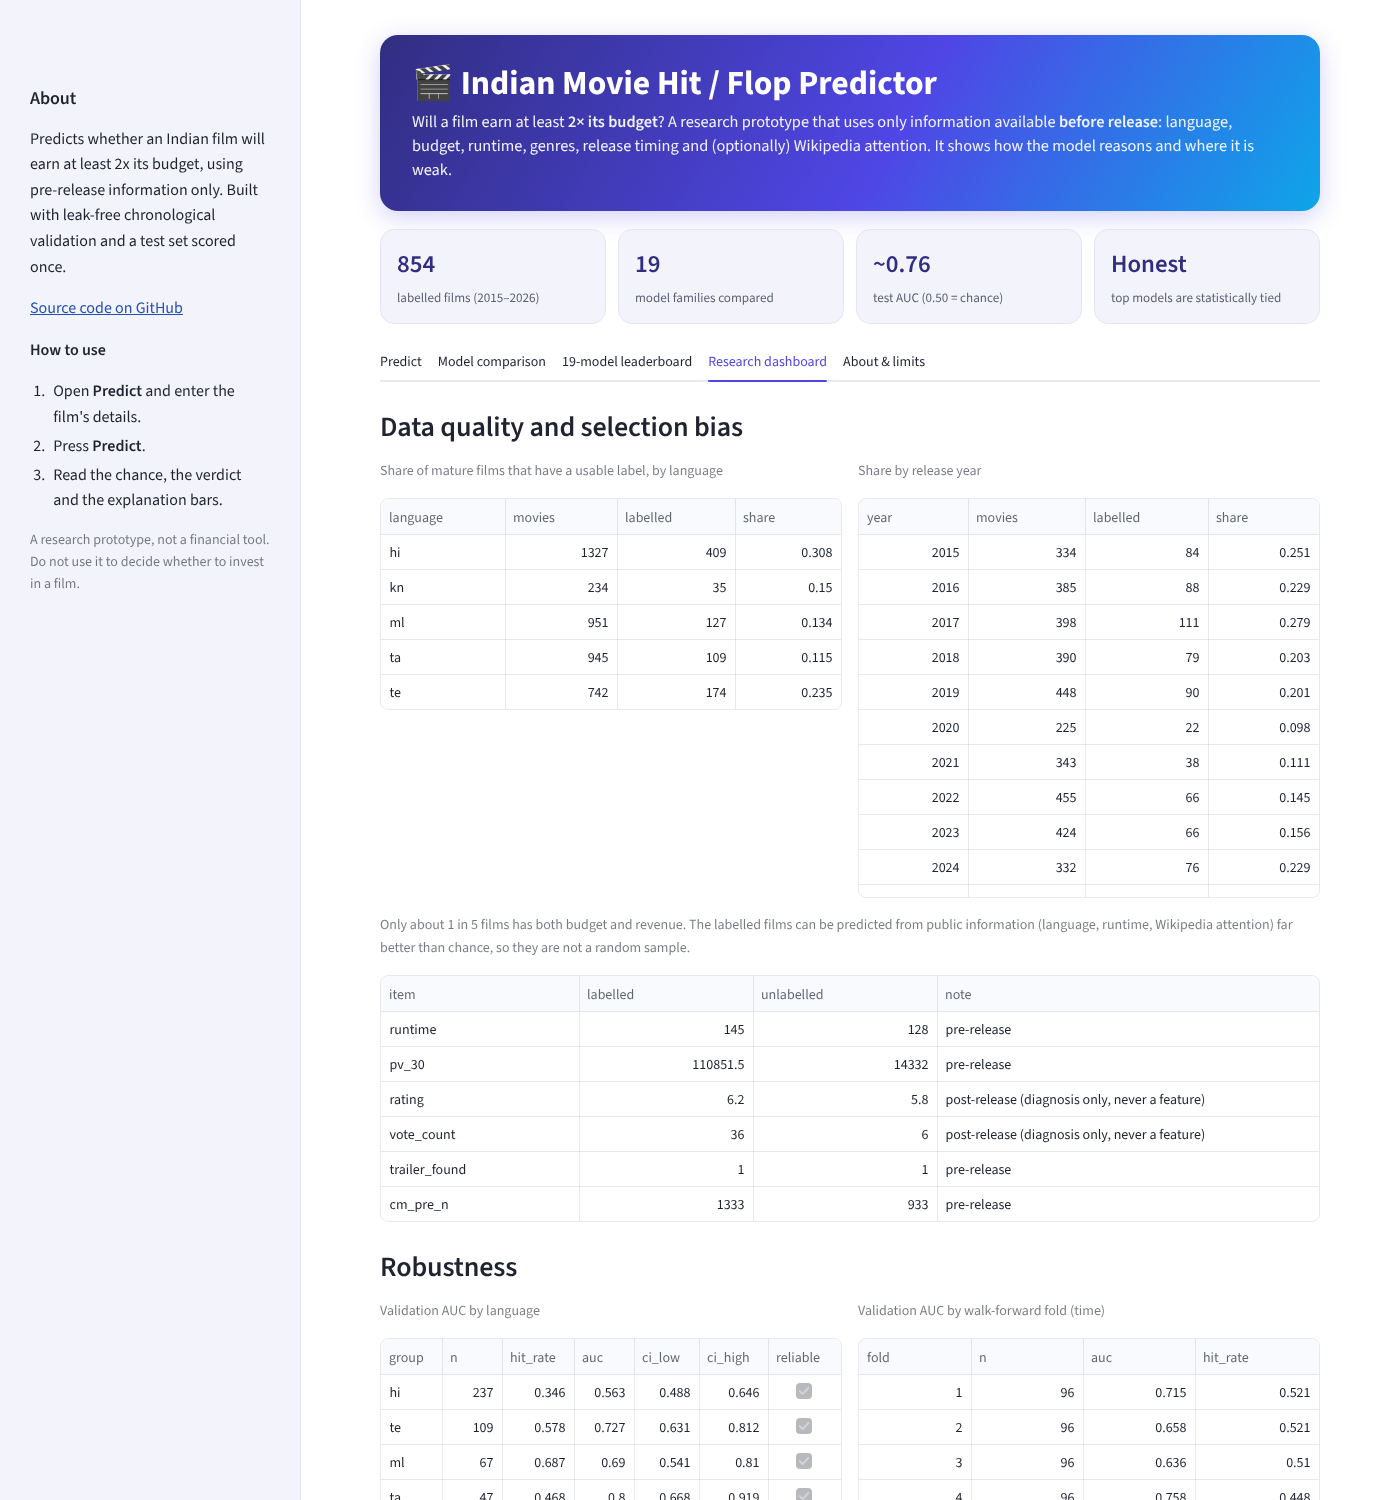 About
Predicts whether an Indian film will
earn at least 2x its budget, using
pre-release information only. Built
with leak-free chronological
validation and a test set scored
once.
Source code on GitHub
How to use
1. Open Predict and enter the
film's details.
2. Press Predict.
3. Read the chance, the verdict
and the explanation bars.
A research prototype, not a financial tool.
Do not use it to decide whether to invest
in a film.
🎬 Indian Movie Hit / Flop Predictor
Will a film earn at least 2× its budget? A research prototype that uses only information available before release: language,
budget, runtime, genres, release timing and (optionally) Wikipedia attention. It shows how the model reasons and where it is
weak.
854
labelled films (2015–2026)
19
model families compared
~0.76
test AUC (0.50 = chance)
Honest
top models are statistically tied
Predict Model comparison 19-model leaderboard Research dashboard About & limits
Data quality and selection bias
Share of mature films that have a usable label, by language
language movies labelled share
hi 1327 409 0.308
kn 234 35 0.15
ml 951 127 0.134
ta 945 109 0.115
te 742 174 0.235
Share by release year
year movies labelled share
2015 334 84 0.251
2016 385 88 0.229
2017 398 111 0.279
2018 390 79 0.203
2019 448 90 0.201
2020 225 22 0.098
2021 343 38 0.111
2022 455 66 0.145
2023 424 66 0.156
2024 332 76 0.229
Only about 1 in 5 films has both budget and revenue. The labelled films can be predicted from public information (language, runtime, Wikipedia attention) far
better than chance, so they are not a random sample.
item labelled unlabelled note
runtime 145 128 pre-release
pv_30 110851.5 14332 pre-release
rating 6.2 5.8 post-release (diagnosis only, never a feature)
vote_count 36 6 post-release (diagnosis only, never a feature)
trailer_found 1 1 pre-release
cm_pre_n 1333 933 pre-release
Robustness
Validation AUC by language
group n hit_rate auc ci_low ci_high reliable
hi 237 0.346 0.563 0.488 0.646
te 109 0.578 0.727 0.631 0.812
ml 67 0.687 0.69 0.541 0.81
ta 47 0.468 0.8 0.668 0.919
Validation AUC by walk-forward fold (time)
fold n auc hit_rate
1 96 0.715 0.521
2 96 0.658 0.521
3 96 0.636 0.51
4 96 0.758 0.448